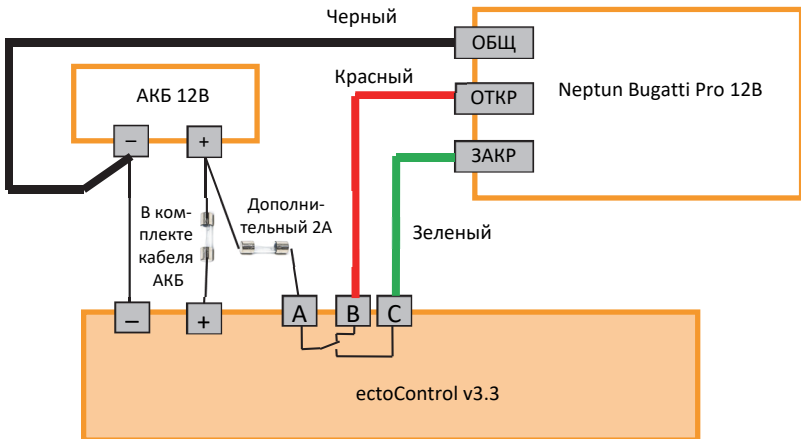 Черный
ОБЩ
АКБ 12В
Красный
ОТКР
Neptun Bugatti Pro 12В
– +
ЗАКР
В ком-
плекте
кабеля
АКБ
Дополни-
тельный 2А
Зеленый
– + A B C
ectoControl v3.3